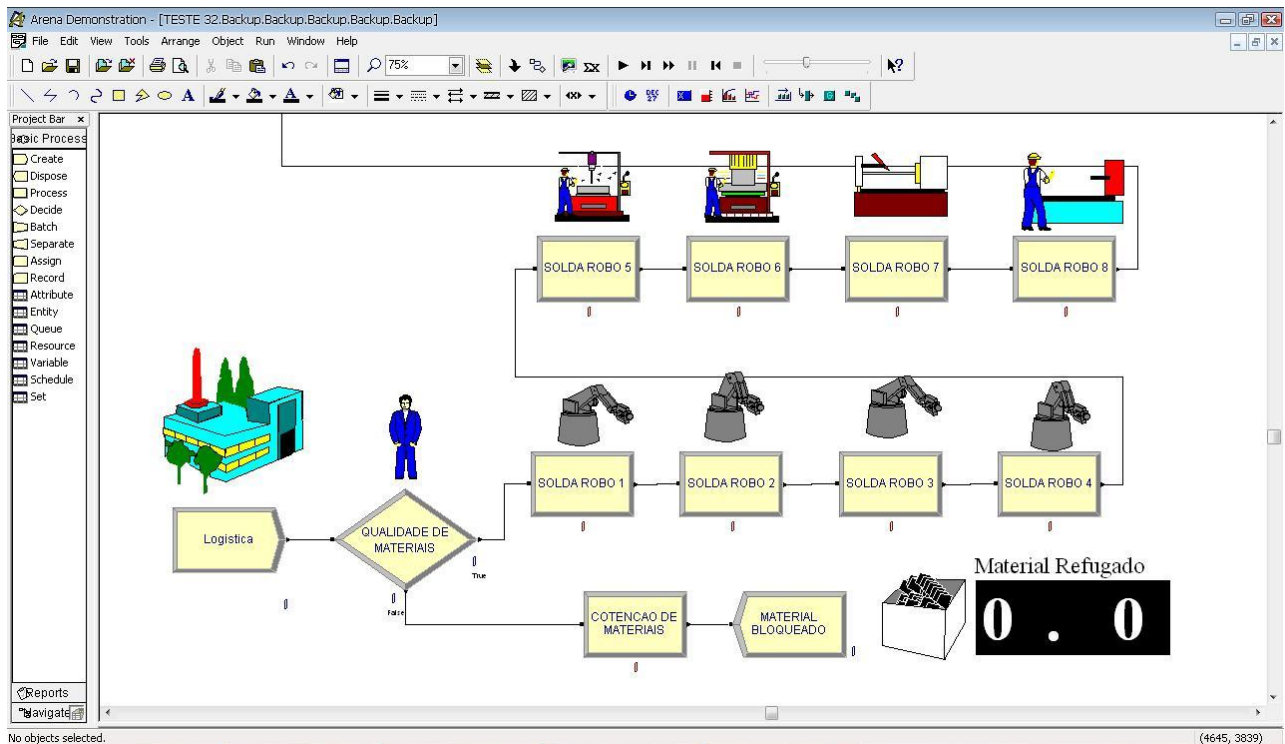 Arena Demonstration - [TESTE 32.Backup.Backup.Backup.Backup.Backup]
File Edit View Tools Arrange Object Run Window Help
75%
Project Bar
Basic Process
Create
Dispose
Process
Decide
Batch
Separate
Assign
Record
Attribute
Entity
Queue
Resource
Variable
Schedule
Set
Reports
Navigate
SOLDA ROBO 5
SOLDA ROBO 6
SOLDA ROBO 7
SOLDA ROBO 8
SOLDA ROBO 1
SOLDA ROBO 2
SOLDA ROBO 3
SOLDA ROBO 4
Logistica
QUALIDADE DE
MATERIAIS
True
False
COTENCAO DE
MATERIAIS
MATERIAL
BLOQUEADO
Material Refugado
0 . 0
No objects selected.
(4645, 3839)